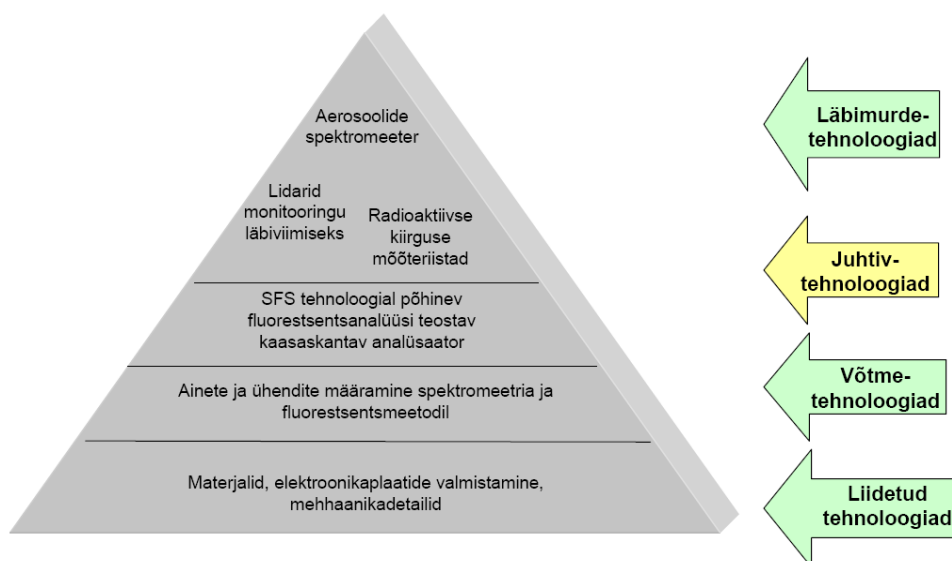 Aerosoolide
spektromeeter
Lidarid
monitooringu
läbiviimiseks
Radioaktiivse
kiirguse
mõõteriistad
SFS tehnoloogial põhinev
fluorestsentsanalüüsi teostav
kaasaskantav analüsaator
Ainete ja ühendite määramine spektromeetria ja
fluorestsentsmeetodil
Materjalid, elektroonikaplaatide valmistamine,
mehhaanikadetailid
Läbimurde-
tehnoloogiad
Juhtiv-
tehnoloogiad
Võtme-
tehnoloogiad
Liidetud
tehnoloogiad